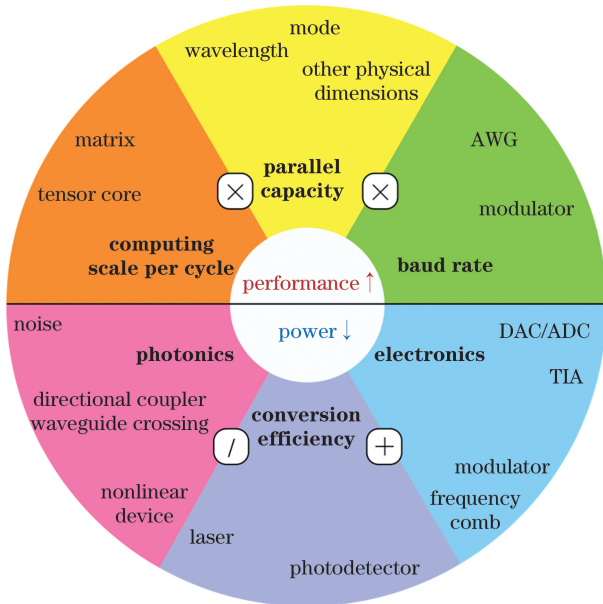 mode
wavelength
other physical
dimensions
parallel
capacity
matrix
tensor core
computing
scale per cycle
×
×
AWG
modulator
baud rate
performance ↑
power ↓
noise
photonics
directional coupler
waveguide crossing
nonlinear
device
/
conversion
efficiency
laser
photodetector
+
electronics
DAC/ADC
TIA
modulator
frequency
comb